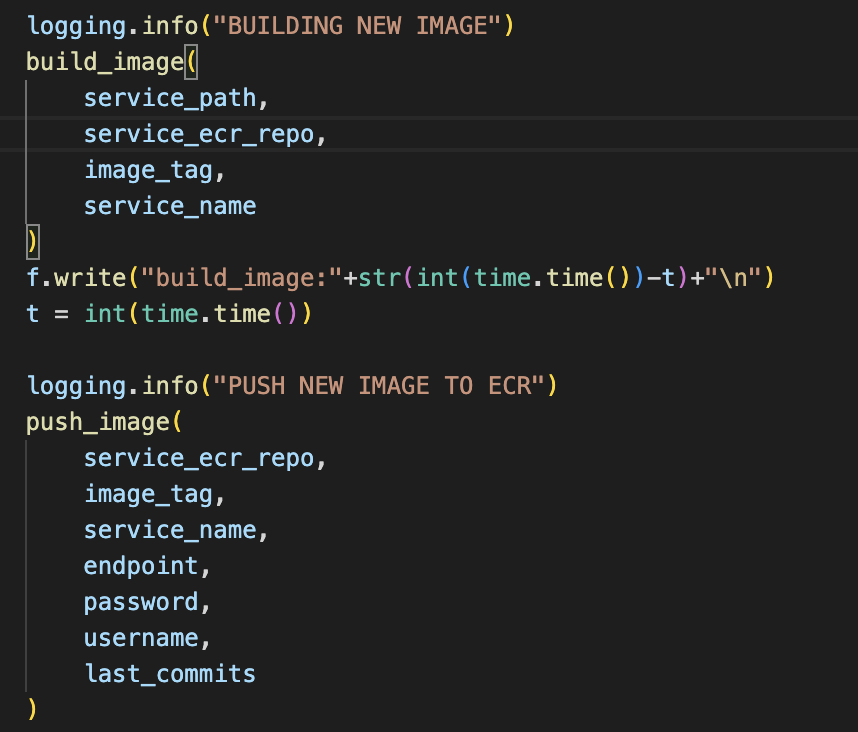 logging.info("BUILDING NEW IMAGE")
build_image(
    service_path,
    service_ecr_repo,
    image_tag,
    service_name
)
f.write("build_image:"+str(int(time.time())-t)+"\n")
t = int(time.time())

logging.info("PUSH NEW IMAGE TO ECR")
push_image(
    service_ecr_repo,
    image_tag,
    service_name,
    endpoint,
    password,
    username,
    last_commits
)